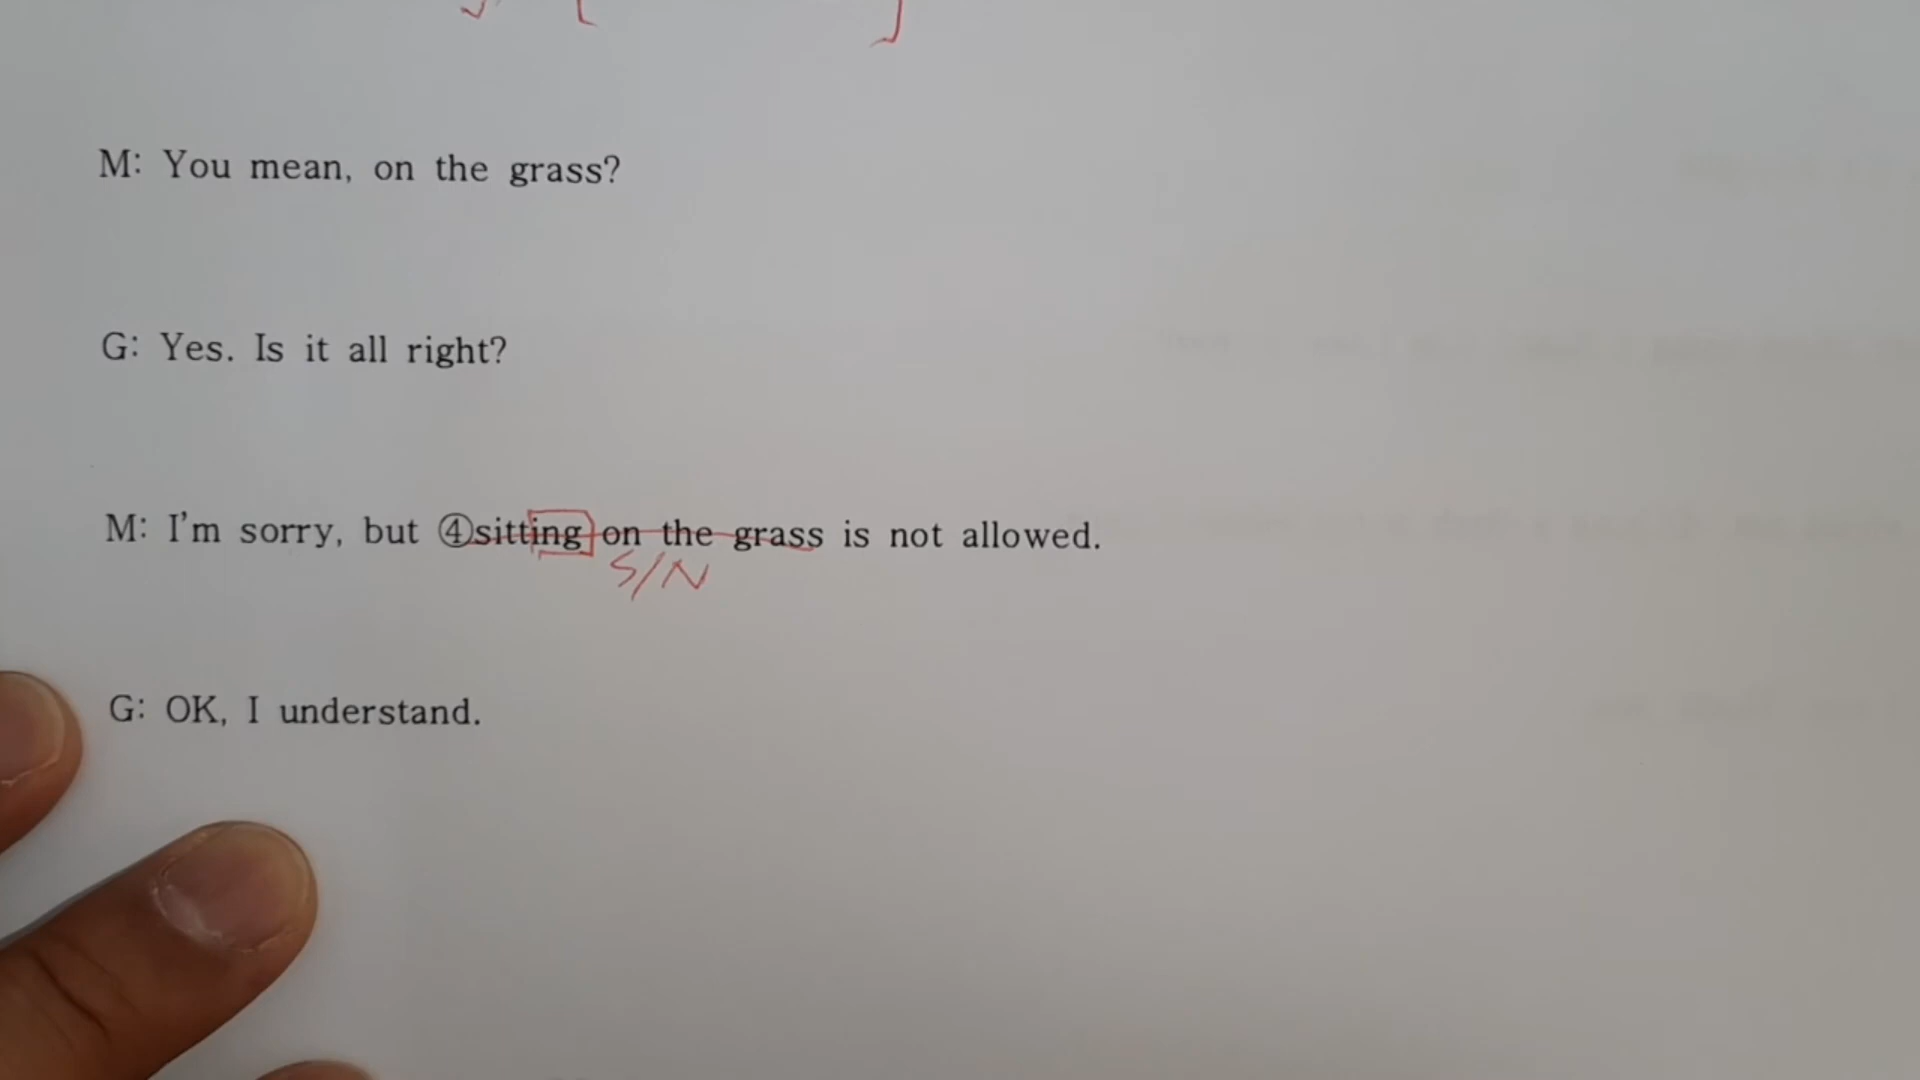 M: You mean, on the grass?
G: Yes. Is it all right?
M: I'm sorry, but ④sitting on the grass is not allowed.
S/N
G: OK, I understand.